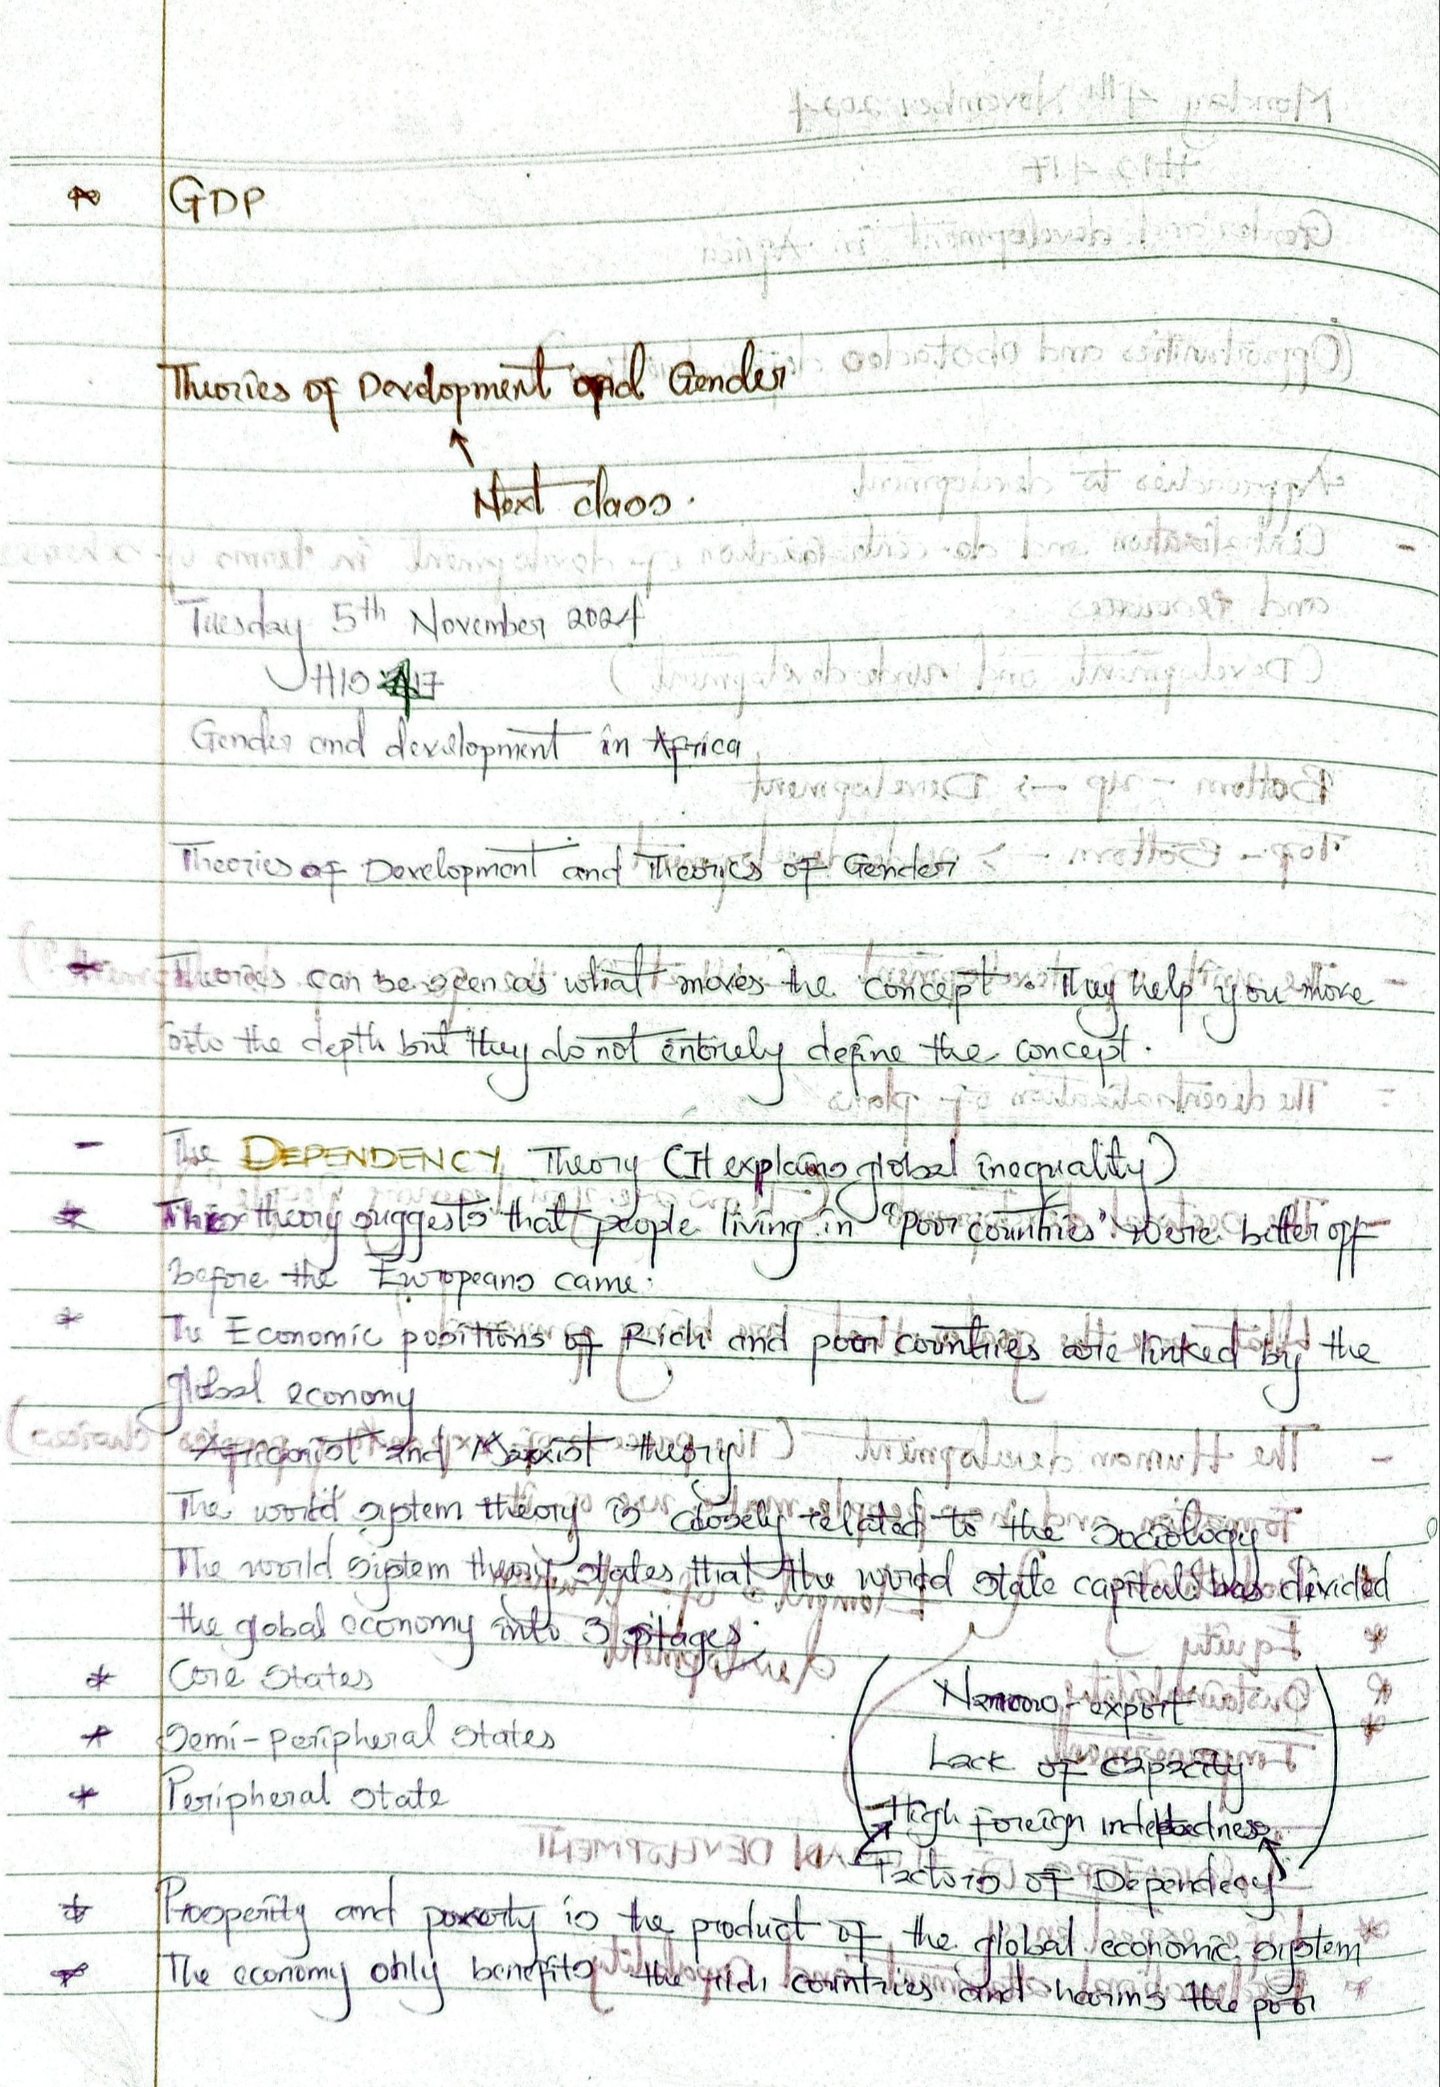 * GDP
Theories of Development and Gender
↑
Next class.
Tuesday 5th November 2024
H10 417
Gender and development in Africa
Theories of Development and Theories of Gender
* Theories can be seen as what moves the concept. They help you move
onto the depth but they do not entirely define the concept.
- The DEPENDENCY Theory (It explains global inequality)
* This theory suggests that people living in "poor countries" were better off
before the Europeans came.
* The Economic positions of Rich and poor countries are linked by the
global economy
Africanist and Marxist theory
The world system theory is closely related to the Sociology
The world system theory states that the world state capital has devided
the global economy into 3 stages.
* Core States
* Semi-peripheral States
* Peripheral State
Narrow-export
Lack of capacity
High foreign indebtedness
Factors of Dependecy
* Prosperity and poverty is the product of the global economic system
* The economy only benefits the rich countries and harms the poor